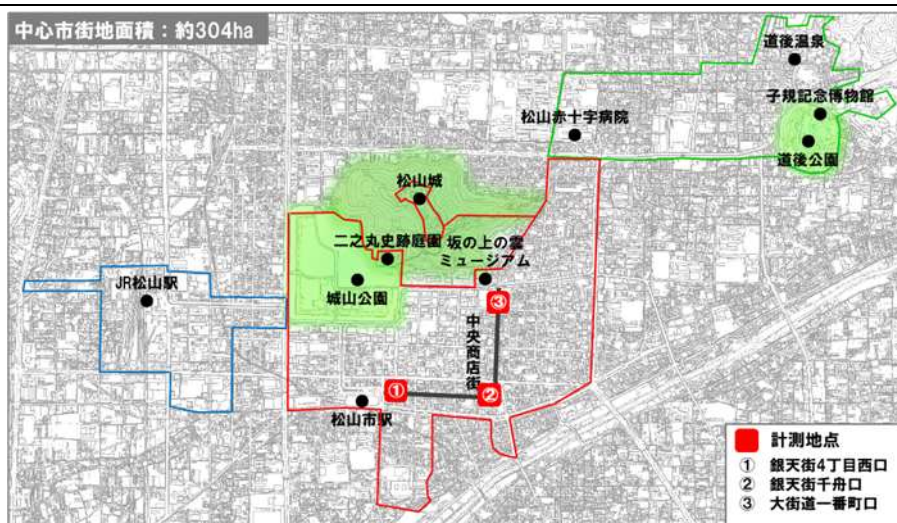 中心市街地面積：約304ha
道後温泉
子規記念博物館
松山赤十字病院
道後公園
松山城
二之丸史跡庭園
坂の上の雲
ミュージアム
JR松山駅
城山公園
③
中央商店街
①
②
松山市駅
計測地点
① 銀天街4丁目西口
② 銀天街千舟口
③ 大街道一番町口